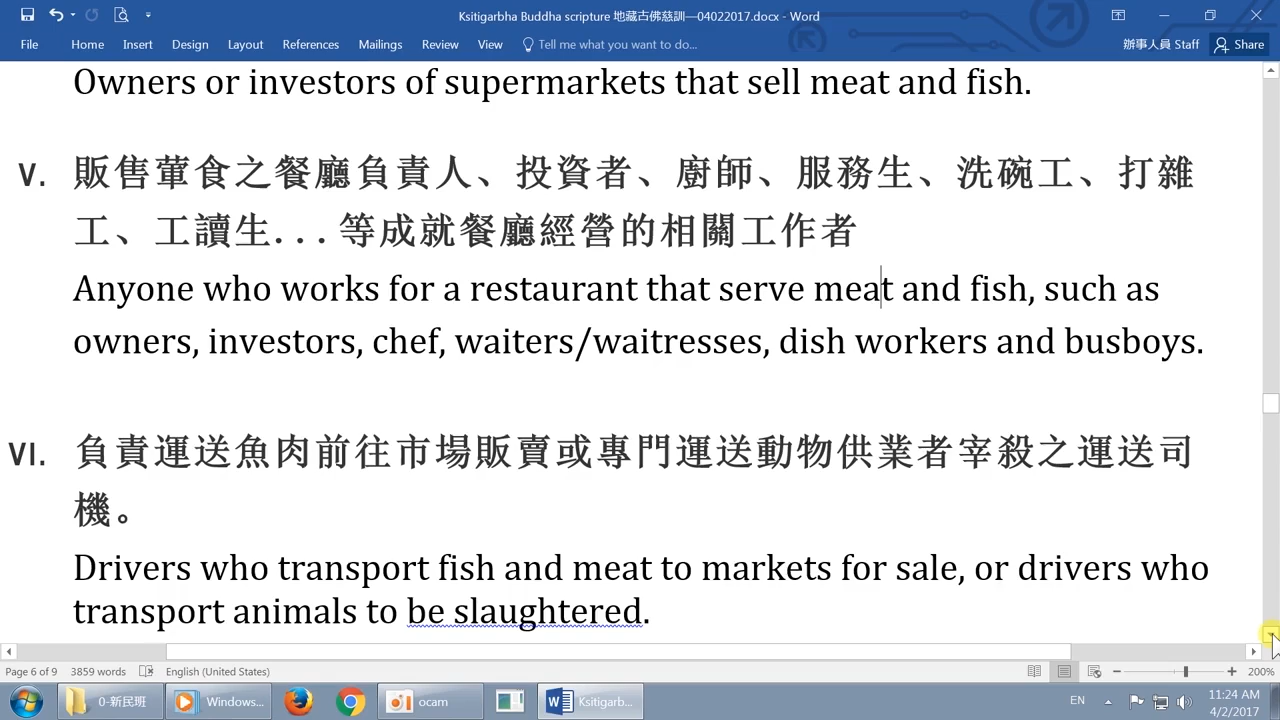 Ksitigarbha Buddha scripture 地藏古佛慈訓—04022017.docx - Word
File Home Insert Design Layout References Mailings Review View Tell me what you want to do... 辦事人員 Staff Share
Owners or investors of supermarkets that sell meat and fish.
V. 販售葷食之餐廳負責人、投資者、廚師、服務生、洗碗工、打雜
工、工讀生...等成就餐廳經營的相關工作者
Anyone who works for a restaurant that serve meat and fish, such as
owners, investors, chef, waiters/waitresses, dish workers and busboys.
VI. 負責運送魚肉前往市場販賣或專門運送動物供業者宰殺之運送司
機。
Drivers who transport fish and meat to markets for sale, or drivers who
transport animals to be slaughtered.
Page 6 of 9 3859 words English (United States) 200%
0-新民班 Windows... ocam Ksitigarb... EN 11:24 AM
4/2/2017